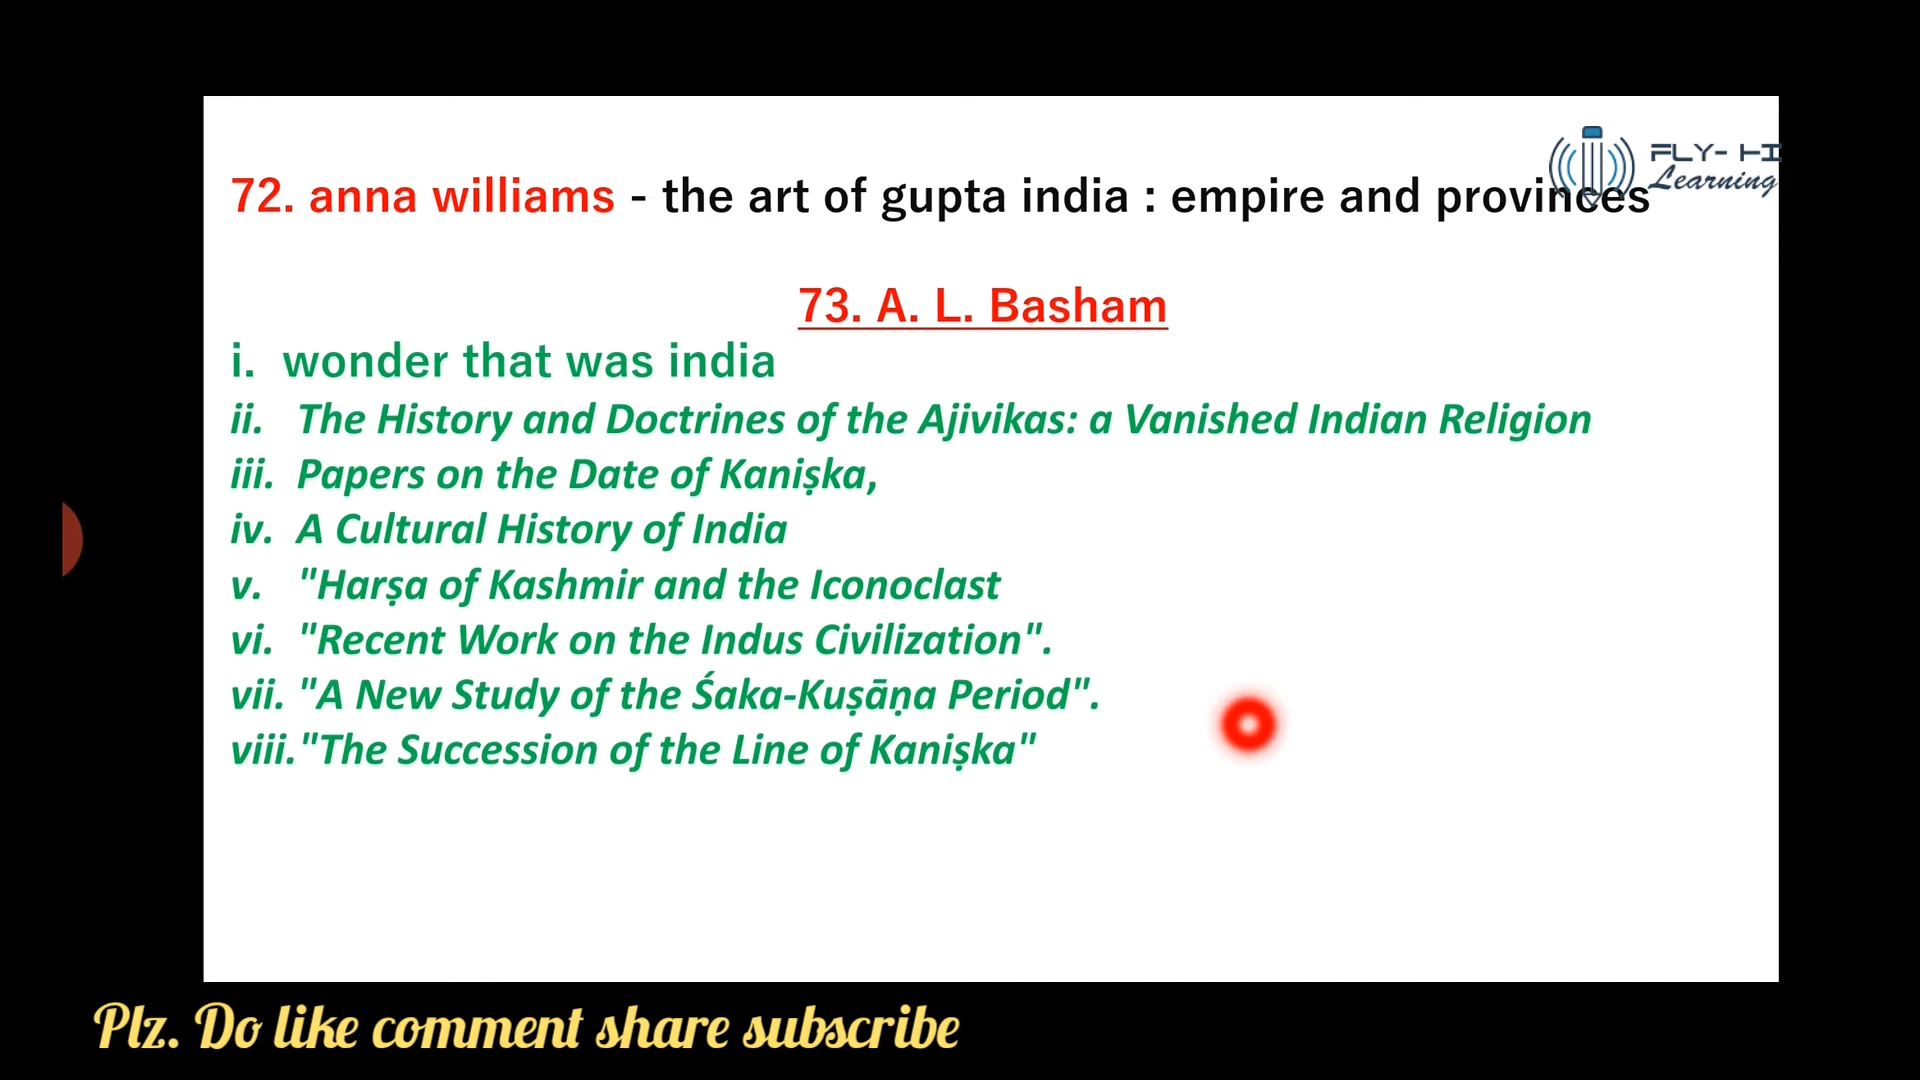 FLY-HI
Learning
72. anna williams - the art of gupta india : empire and provinces
73. A. L. Basham
i. wonder that was india
ii. The History and Doctrines of the Ajivikas: a Vanished Indian Religion
iii. Papers on the Date of Kaniṣka,
iv. A Cultural History of India
v. "Harṣa of Kashmir and the Iconoclast
vi. "Recent Work on the Indus Civilization".
vii. "A New Study of the Śaka-Kuṣāṇa Period".
viii."The Succession of the Line of Kaniṣka"
Plz. Do like comment share subscribe